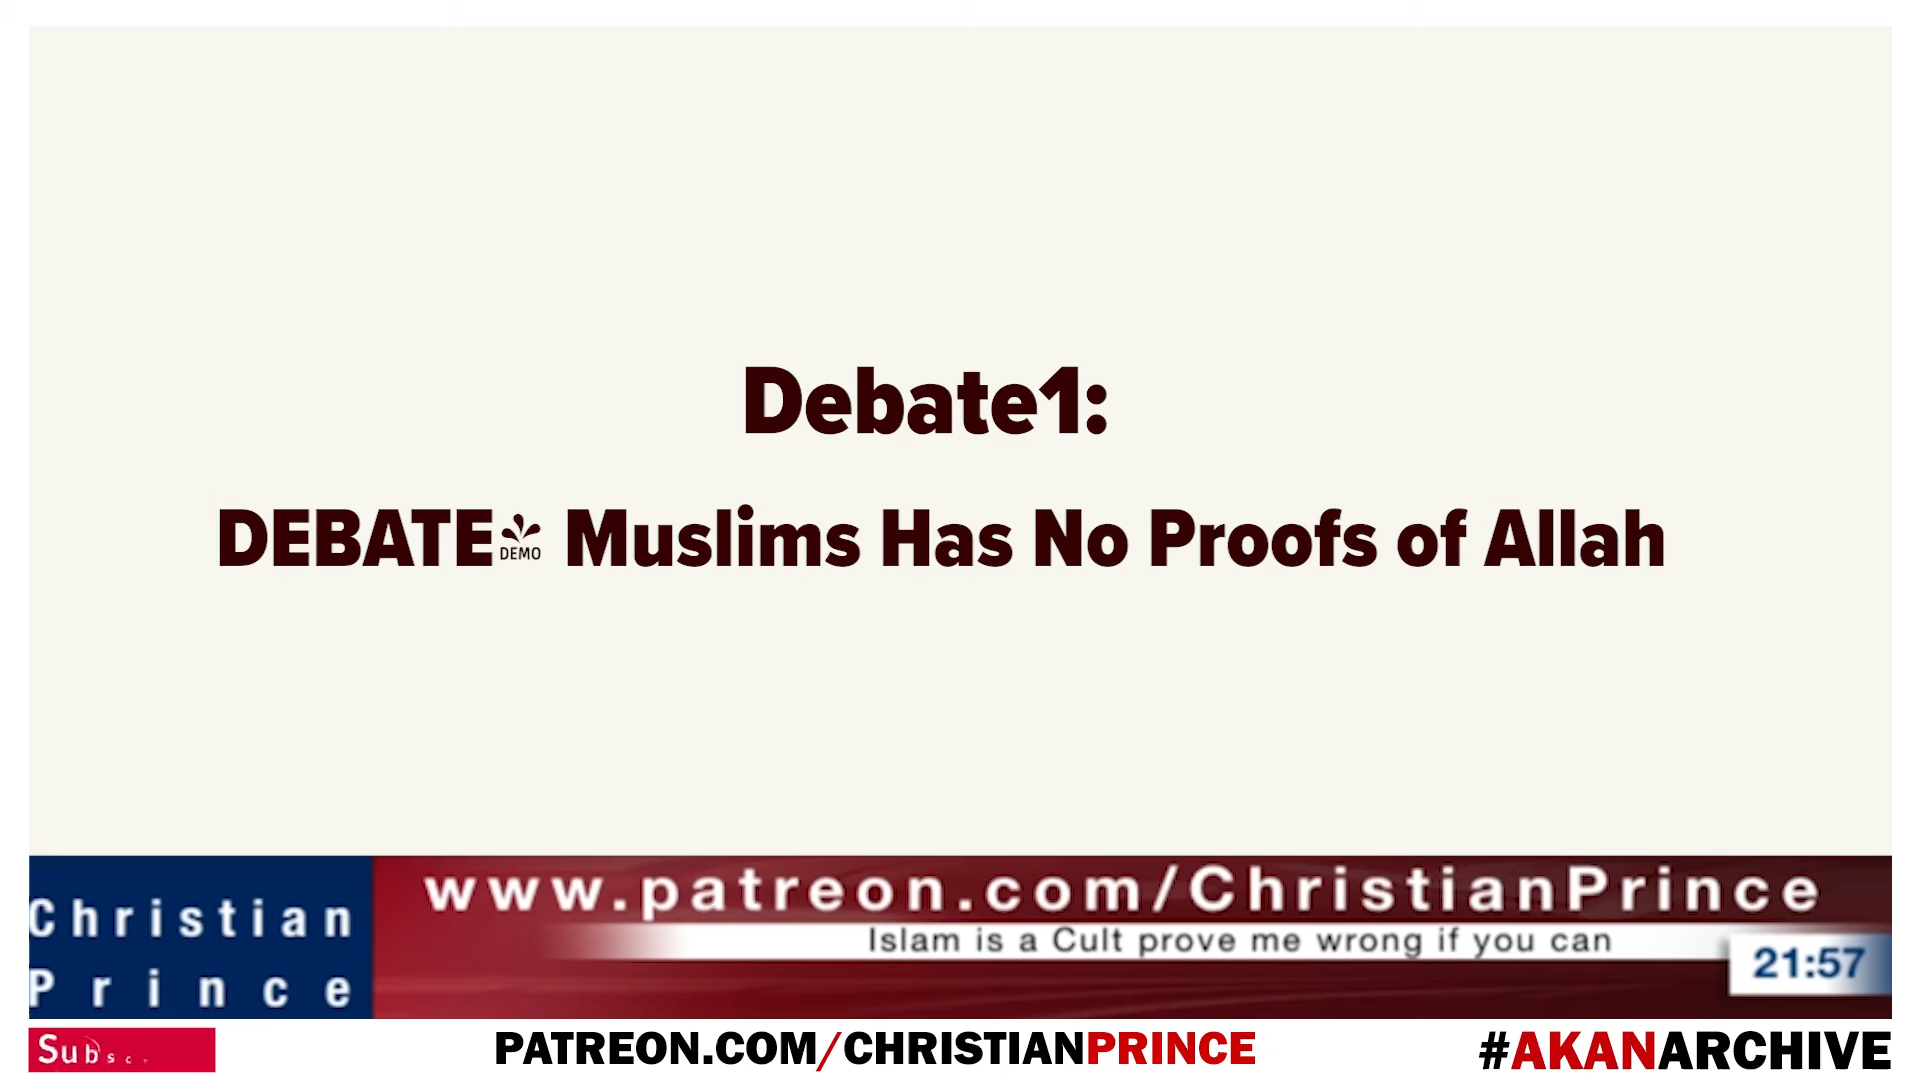 Debate1:
DEBATE DEMO Muslims Has No Proofs of Allah
Christian
Prince
www.patreon.com/ChristianPrince
Islam is a Cult prove me wrong if you can
21:57
Subsc
PATREON.COM/CHRISTIANPRINCE
#AKANARCHIVE